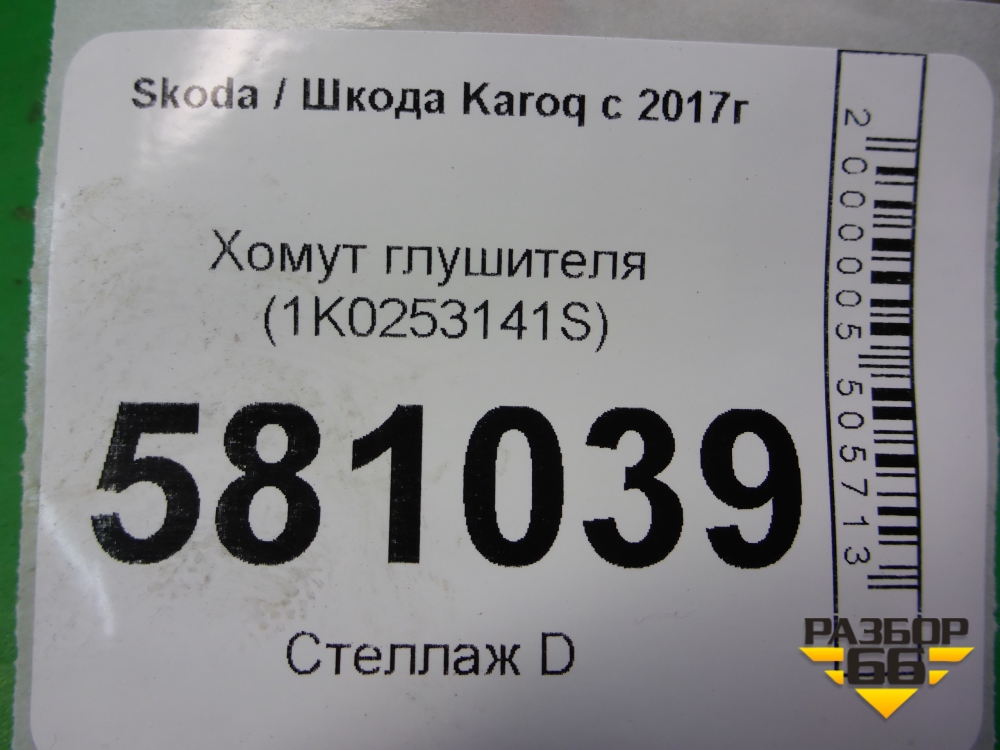 Skoda / Шкода Karoq с 2017г
Хомут глушителя
(1K0253141S)
581039
Стеллаж D
2000005505713
РАЗБОР
66